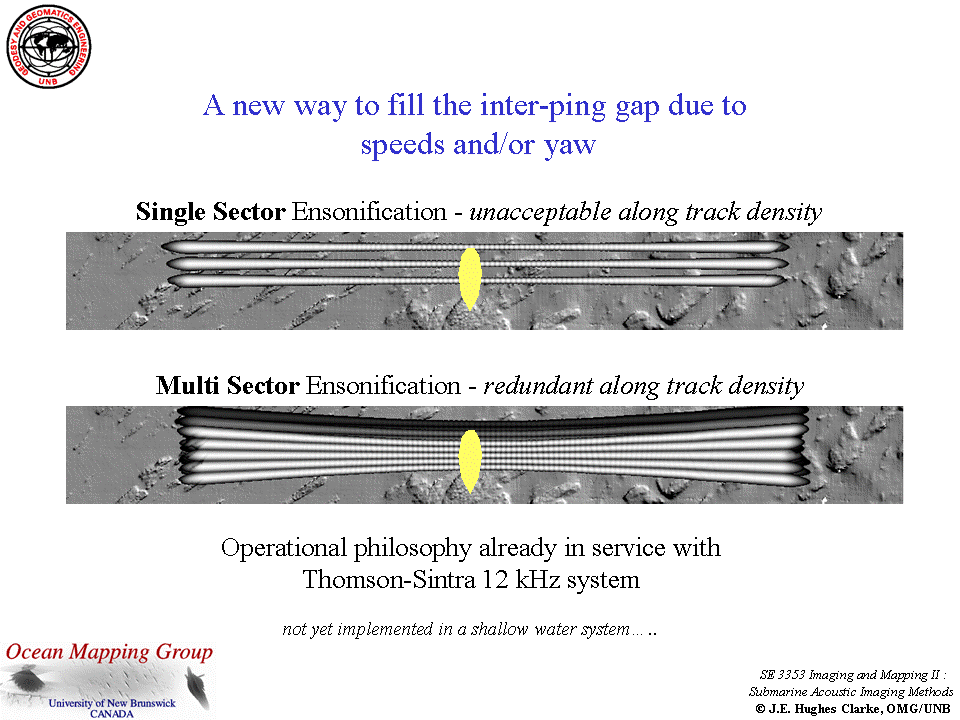 GEODESY AND GEOMATICS ENGINEERING
UNB
A new way to fill the inter-ping gap due to
speeds and/or yaw
Single Sector Ensonification - unacceptable along track density
Multi Sector Ensonification - redundant along track density
Operational philosophy already in service with
Thomson-Sintra 12 kHz system
not yet implemented in a shallow water system…..
Ocean Mapping Group
University of New Brunswick
CANADA
SE 3353 Imaging and Mapping II :
Submarine Acoustic Imaging Methods
© J.E. Hughes Clarke, OMG/UNB